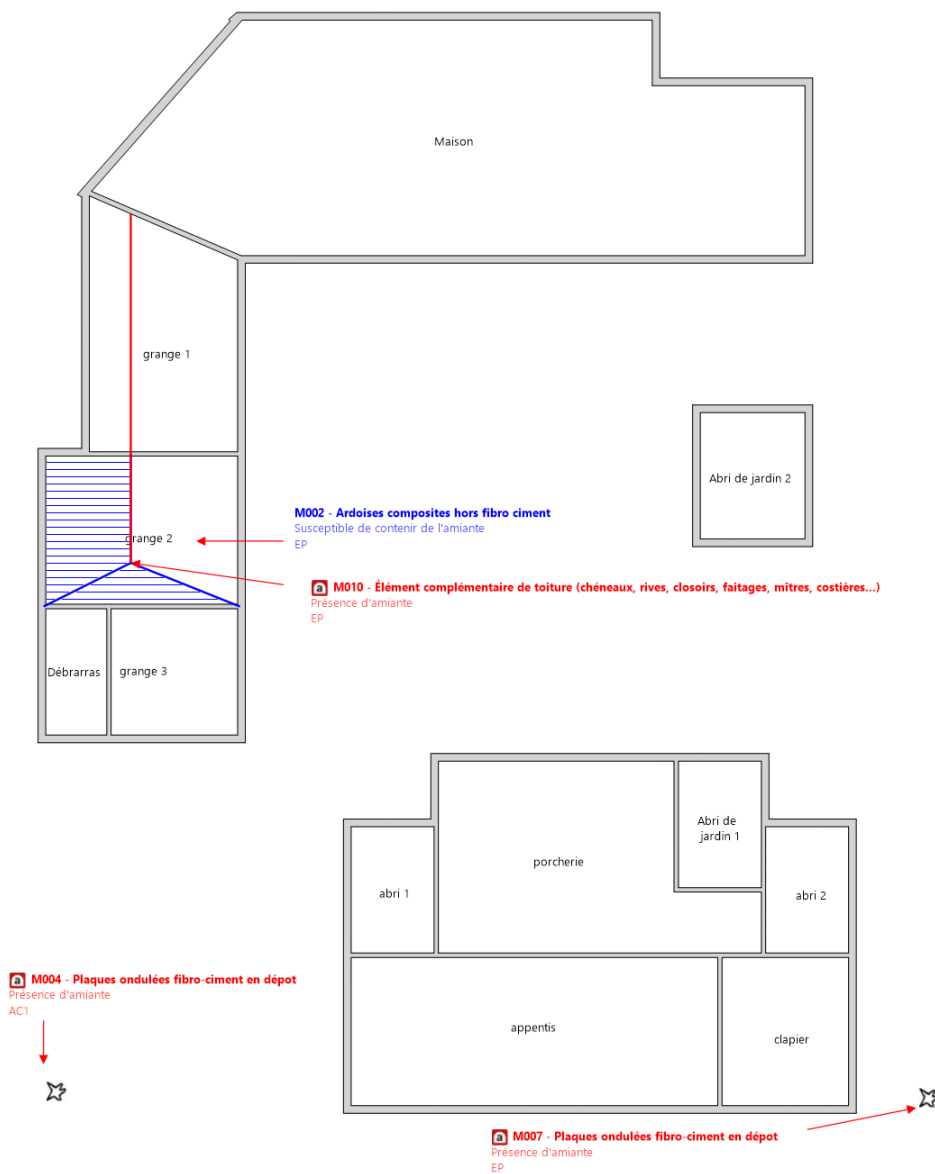 Maison
grange 1
Abri de jardin 2
M002 - Ardoises composites hors fibro ciment
Susceptible de contenir de l'amiante
EP
grange 2
a M010 - Élément complémentaire de toiture (chéneaux, rives, closoirs, faitages, mîtres, costières...)
Présence d'amiante
EP
Débrarras
grange 3
Abri de
jardin 1
porcherie
abri 1
abri 2
a M004 - Plaques ondulées fibro-ciment en dépôt
Présence d'amiante
AC1
appentis
clapier
a M007 - Plaques ondulées fibro-ciment en dépôt
Présence d'amiante
EP